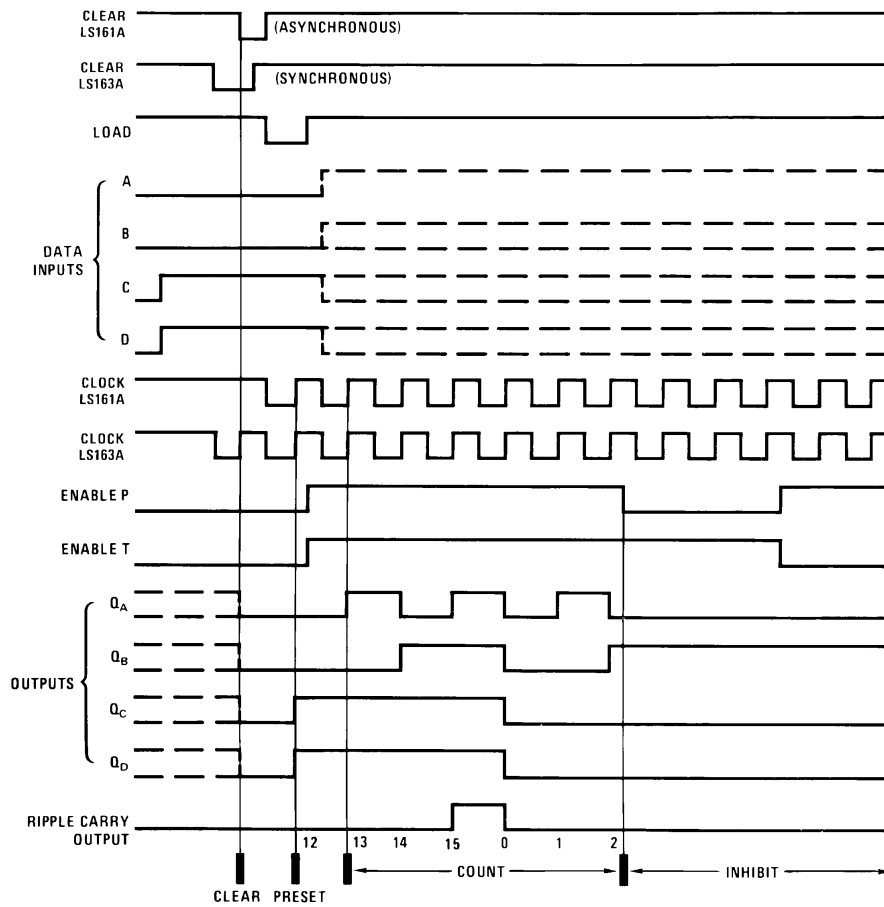 CLEAR
LS161A
(ASYNCHRONOUS)
CLEAR
LS163A
(SYNCHRONOUS)
LOAD
DATA
INPUTS
A
B
C
D
CLOCK
LS161A
CLOCK
LS163A
ENABLE P
ENABLE T
OUTPUTS
QA
QB
QC
QD
RIPPLE CARRY
OUTPUT
12 13 14 15 0 1 2
COUNT
INHIBIT
CLEAR PRESET